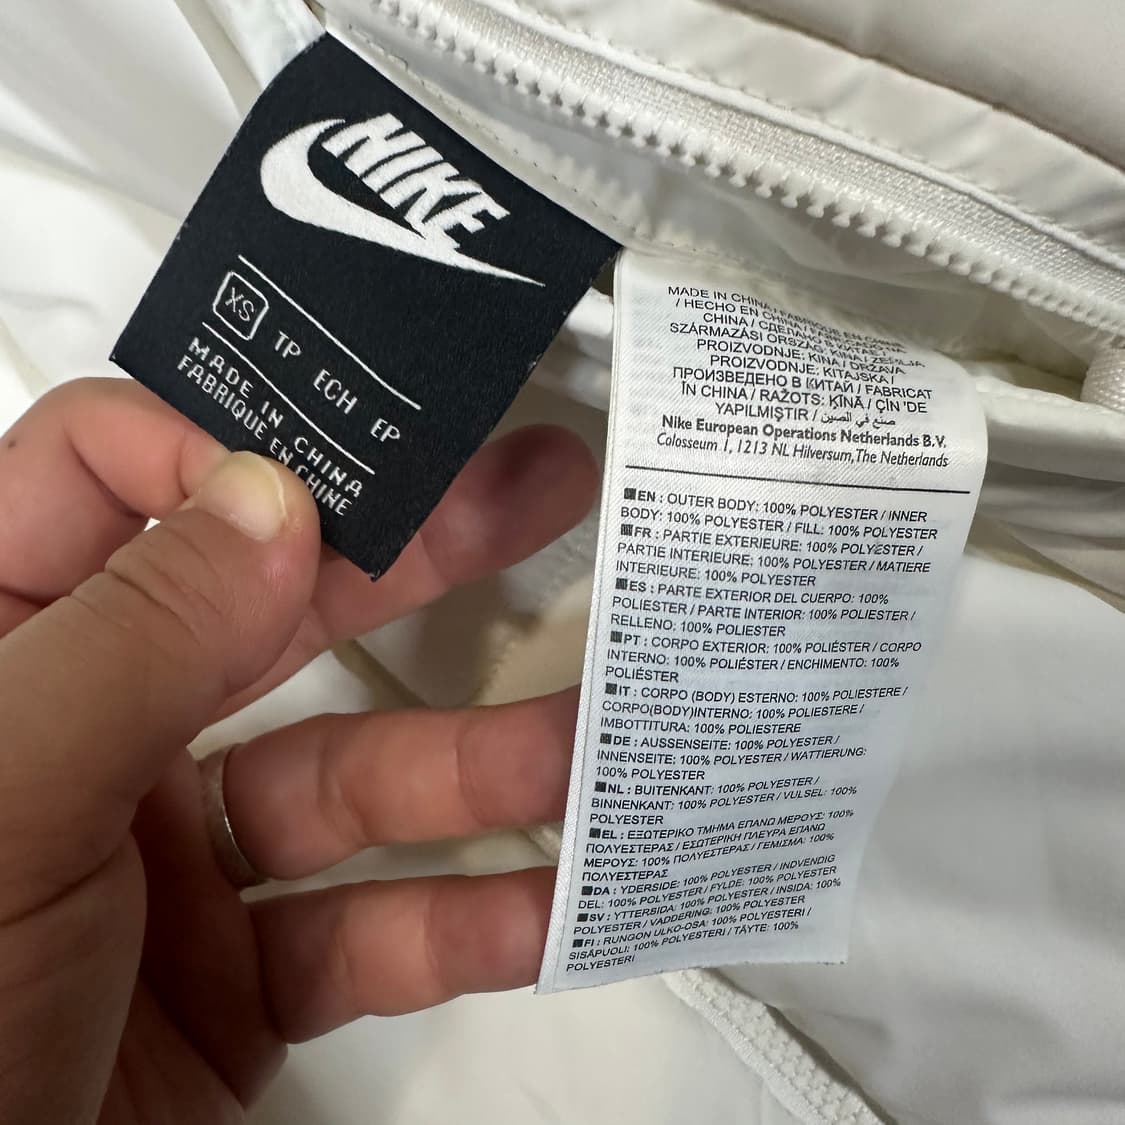 NIKE
XS TP ECH EP
MADE IN CHINA
FABRIQUE EN CHINE
MADE IN CHINA / FABRIQUE EN CHINE
/ HECHO EN CHINA / FABBRICATO IN
CHINA / СДЕЛАНО В КИТАЕ
SZÁRMAZÁSI ORSZÁG: KÍNA / ZEMLJA
PROIZVODNJE: KINA / DRŽAVA
PROIZVODNJE: KITAJSKA /
ПРОИЗВЕДЕНО В КИТАЙ / FABRICAT
ÎN CHINA / RAŽOTS: ĶĪNĀ / ÇİN 'DE
YAPILMIŞTIR / صنع في الصين
Nike European Operations Netherlands B.V.
Colosseum 1, 1213 NL Hilversum, The Netherlands
EN : OUTER BODY: 100% POLYESTER / INNER
BODY: 100% POLYESTER / FILL: 100% POLYESTER
FR : PARTIE EXTERIEURE: 100% POLYESTER /
PARTIE INTERIEURE: 100% POLYESTER / MATIERE
INTERIEURE: 100% POLYESTER
ES : PARTE EXTERIOR DEL CUERPO: 100%
POLIESTER / PARTE INTERIOR: 100% POLIESTER /
RELLENO: 100% POLIESTER
PT : CORPO EXTERIOR: 100% POLIÉSTER / CORPO
INTERNO: 100% POLIÉSTER / ENCHIMENTO: 100%
POLIÉSTER
IT : CORPO (BODY) ESTERNO: 100% POLIESTERE /
CORPO(BODY)INTERNO: 100% POLIESTERE /
IMBOTTITURA: 100% POLIESTERE
DE : AUSSENSEITE: 100% POLYESTER /
INNENSEITE: 100% POLYESTER / WATTIERUNG:
100% POLYESTER
NL : BUITENKANT: 100% POLYESTER /
BINNENKANT: 100% POLYESTER / VULSEL: 100%
POLYESTER
EL : ΕΞΩΤΕΡΙΚΟ ΤΜΗΜΑ ΕΠΑΝΩ ΜΕΡΟΥΣ: 100%
ΠΟΛΥΕΣΤΕΡΑΣ / ΕΣΩΤΕΡΙΚΗ ΠΛΕΥΡΑ ΕΠΑΝΩ
ΜΕΡΟΥΣ: 100% ΠΟΛΥΕΣΤΕΡΑΣ / ΓΕΜΙΣΜΑ: 100%
ΠΟΛΥΕΣΤΕΡΑΣ
DA : YDERSIDE: 100% POLYESTER / INDVENDIG
DEL: 100% POLYESTER / FYLDE: 100% POLYESTER
SV : YTTERSIDA: 100% POLYESTER / INSIDA: 100%
POLYESTER / VADDERING: 100% POLYESTER
FI : RUNGON ULKO-OSA: 100% POLYESTERI /
SISÄPUOLI: 100% POLYESTERI / TÄYTE: 100%
POLYESTERI